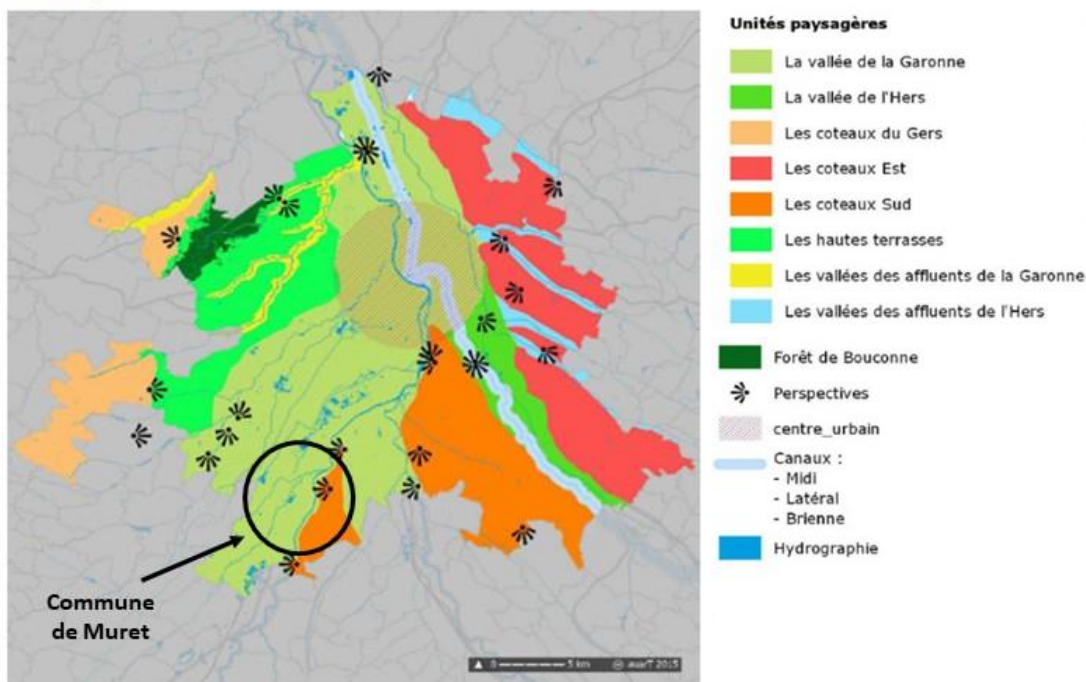 Unités paysagères
La vallée de la Garonne
La vallée de l'Hers
Les coteaux du Gers
Les coteaux Est
Les coteaux Sud
Les hautes terrasses
Les vallées des affluents de la Garonne
Les vallées des affluents de l'Hers
Forêt de Bouconne
Perspectives
centre_urbain
Canaux :
- Midi
- Latéral
- Brienne
Hydrographie
Commune
de Muret
5 km
2015